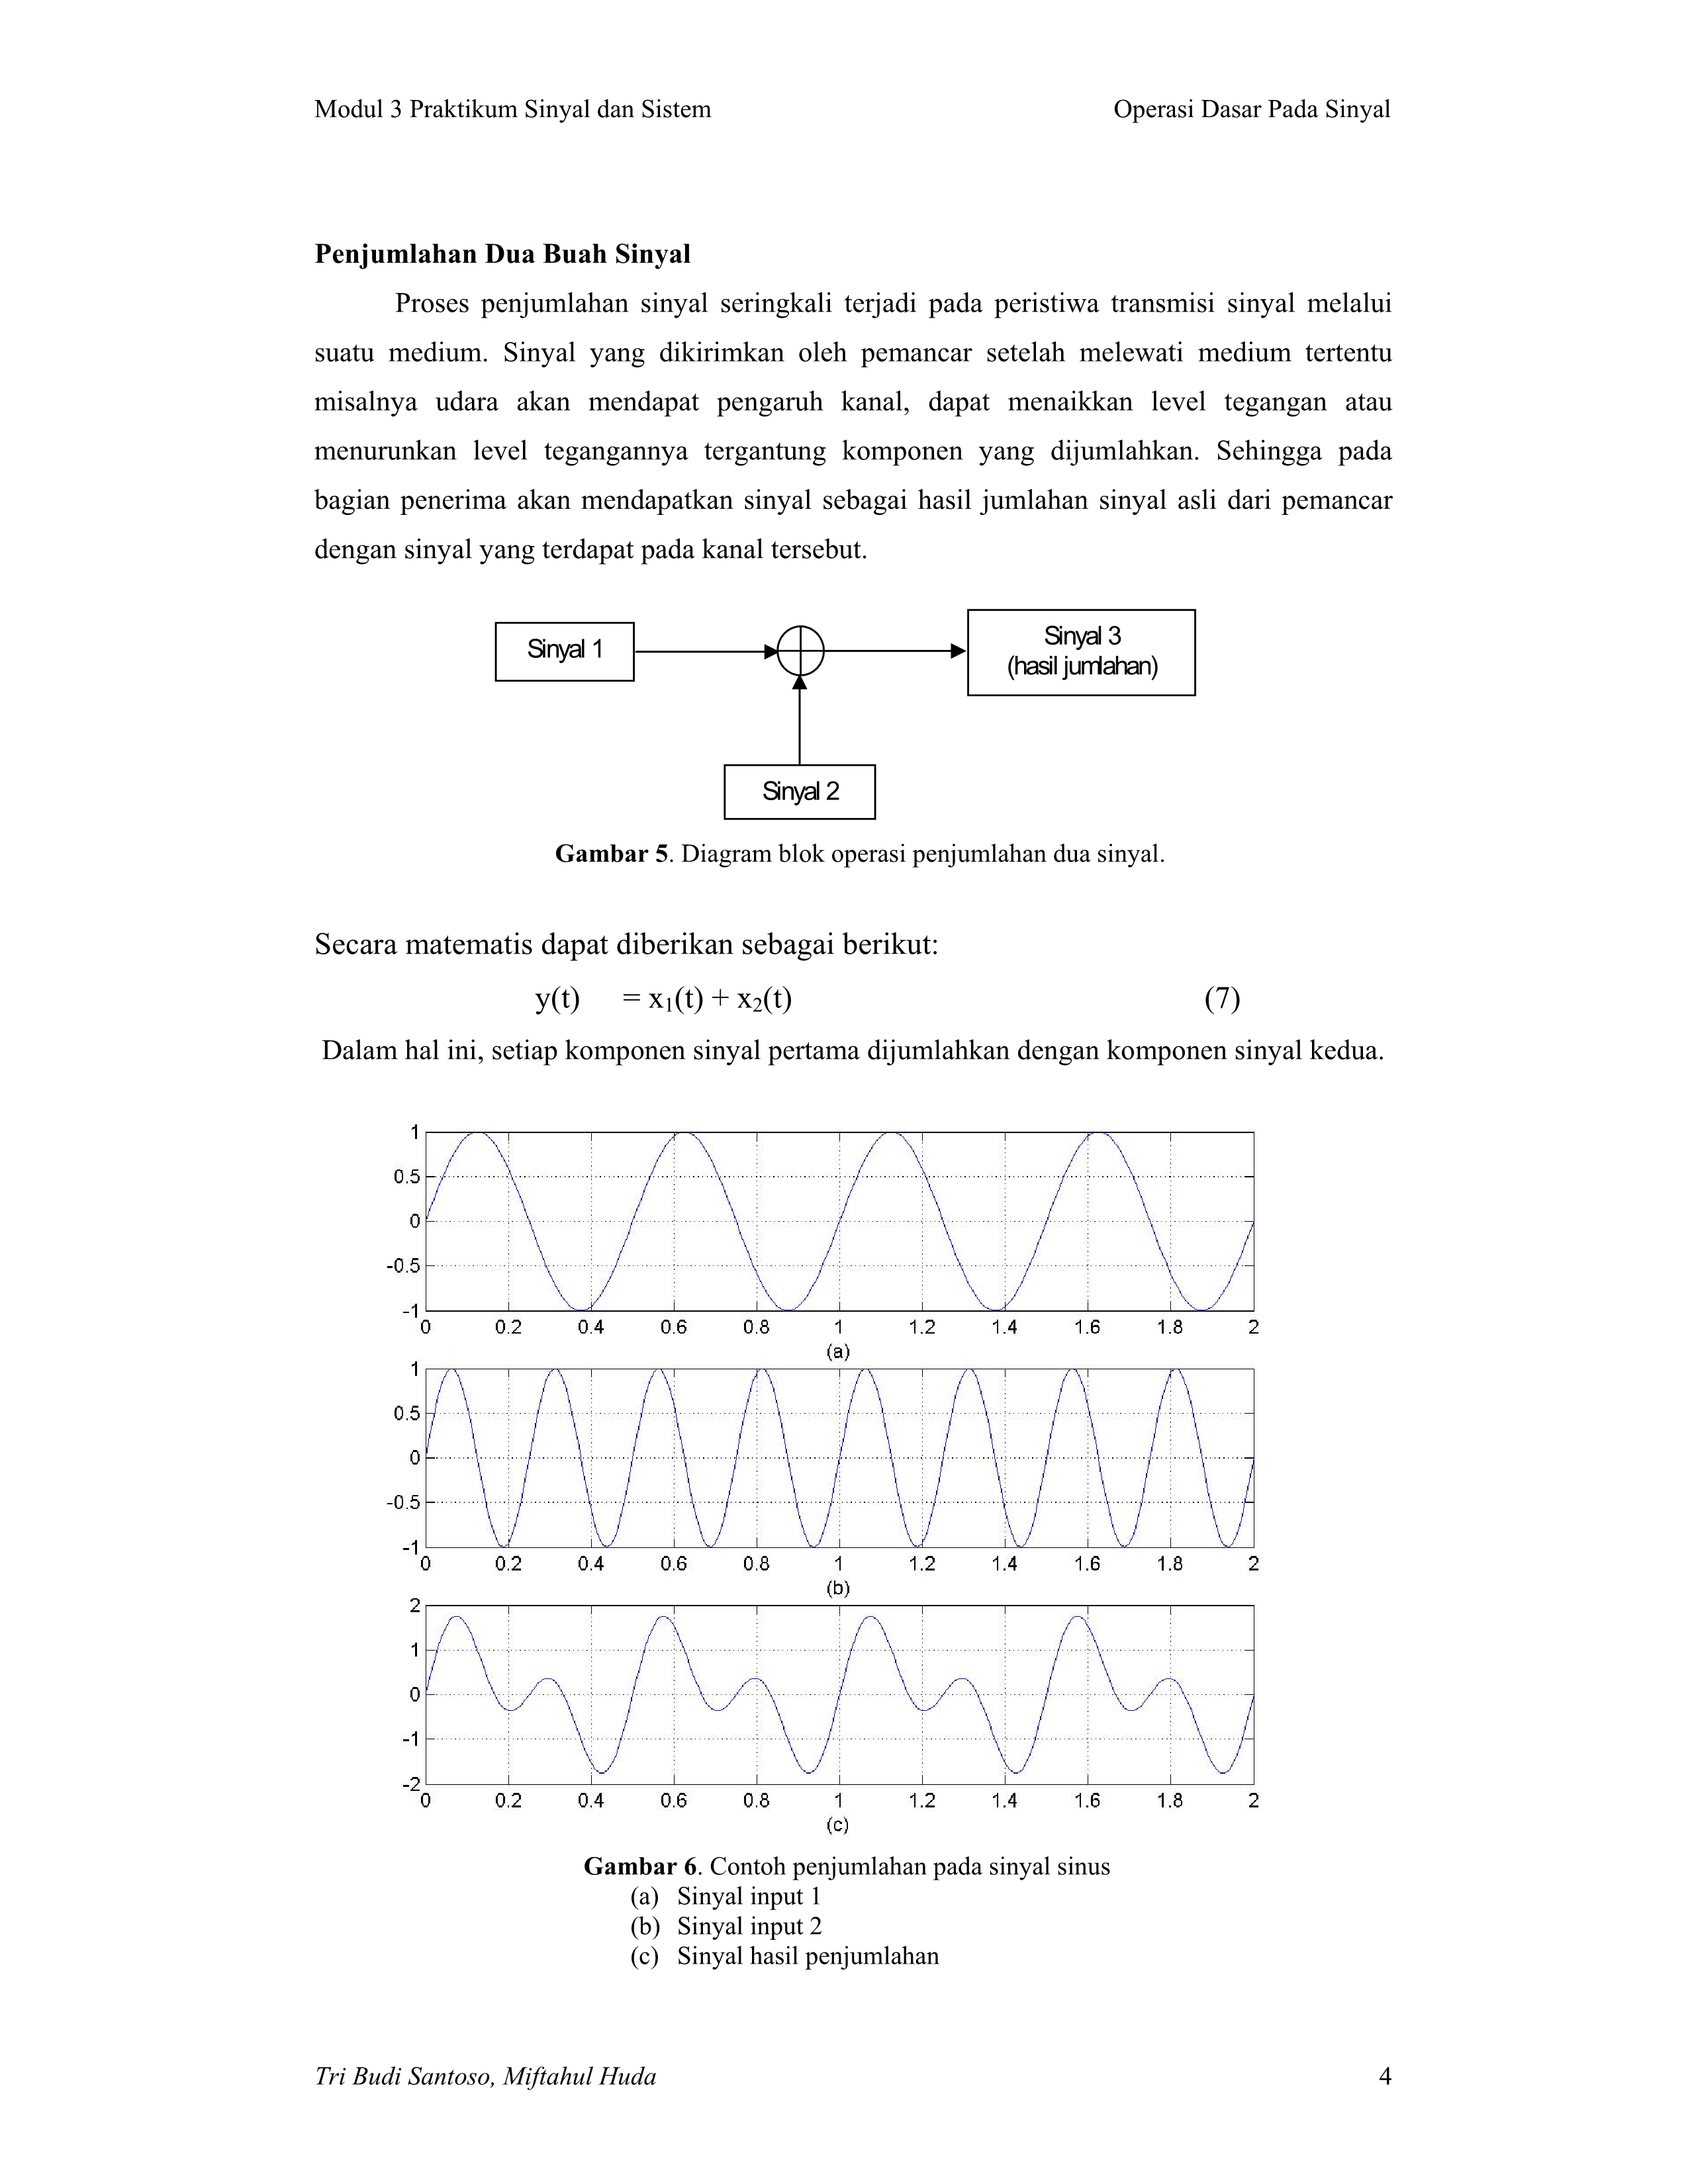 Modul 3 Praktikum Sinyal dan Sistem Operasi Dasar Pada Sinyal
Penjumlahan Dua Buah Sinyal
Proses penjumlahan sinyal seringkali terjadi pada peristiwa transmisi sinyal melalui
suatu medium. Sinyal yang dikirimkan oleh pemancar setelah melewati medium tertentu
misalnya udara akan mendapat pengaruh kanal, dapat menaikkan level tegangan atau
menurunkan level tegangannya tergantung komponen yang dijumlahkan. Sehingga pada
bagian penerima akan mendapatkan sinyal sebagai hasil jumlahan sinyal asli dari pemancar
dengan sinyal yang terdapat pada kanal tersebut.
Sinyal 1
Sinyal 3
(hasil jumlahan)
Sinyal 2
Gambar 5. Diagram blok operasi penjumlahan dua sinyal.
Secara matematis dapat diberikan sebagai berikut:
y(t) = x₁(t) + x₂(t) (7)
Dalam hal ini, setiap komponen sinyal pertama dijumlahkan dengan komponen sinyal kedua.
1
0.5
0
-0.5
-1
0 0.2 0.4 0.6 0.8 1 1.2 1.4 1.6 1.8 2
(a)
1
0.5
0
-0.5
-1
0 0.2 0.4 0.6 0.8 1 1.2 1.4 1.6 1.8 2
(b)
2
1
0
-1
-2
0 0.2 0.4 0.6 0.8 1 1.2 1.4 1.6 1.8 2
(c)
Gambar 6. Contoh penjumlahan pada sinyal sinus
(a) Sinyal input 1
(b) Sinyal input 2
(c) Sinyal hasil penjumlahan
Tri Budi Santoso, Miftahul Huda 4